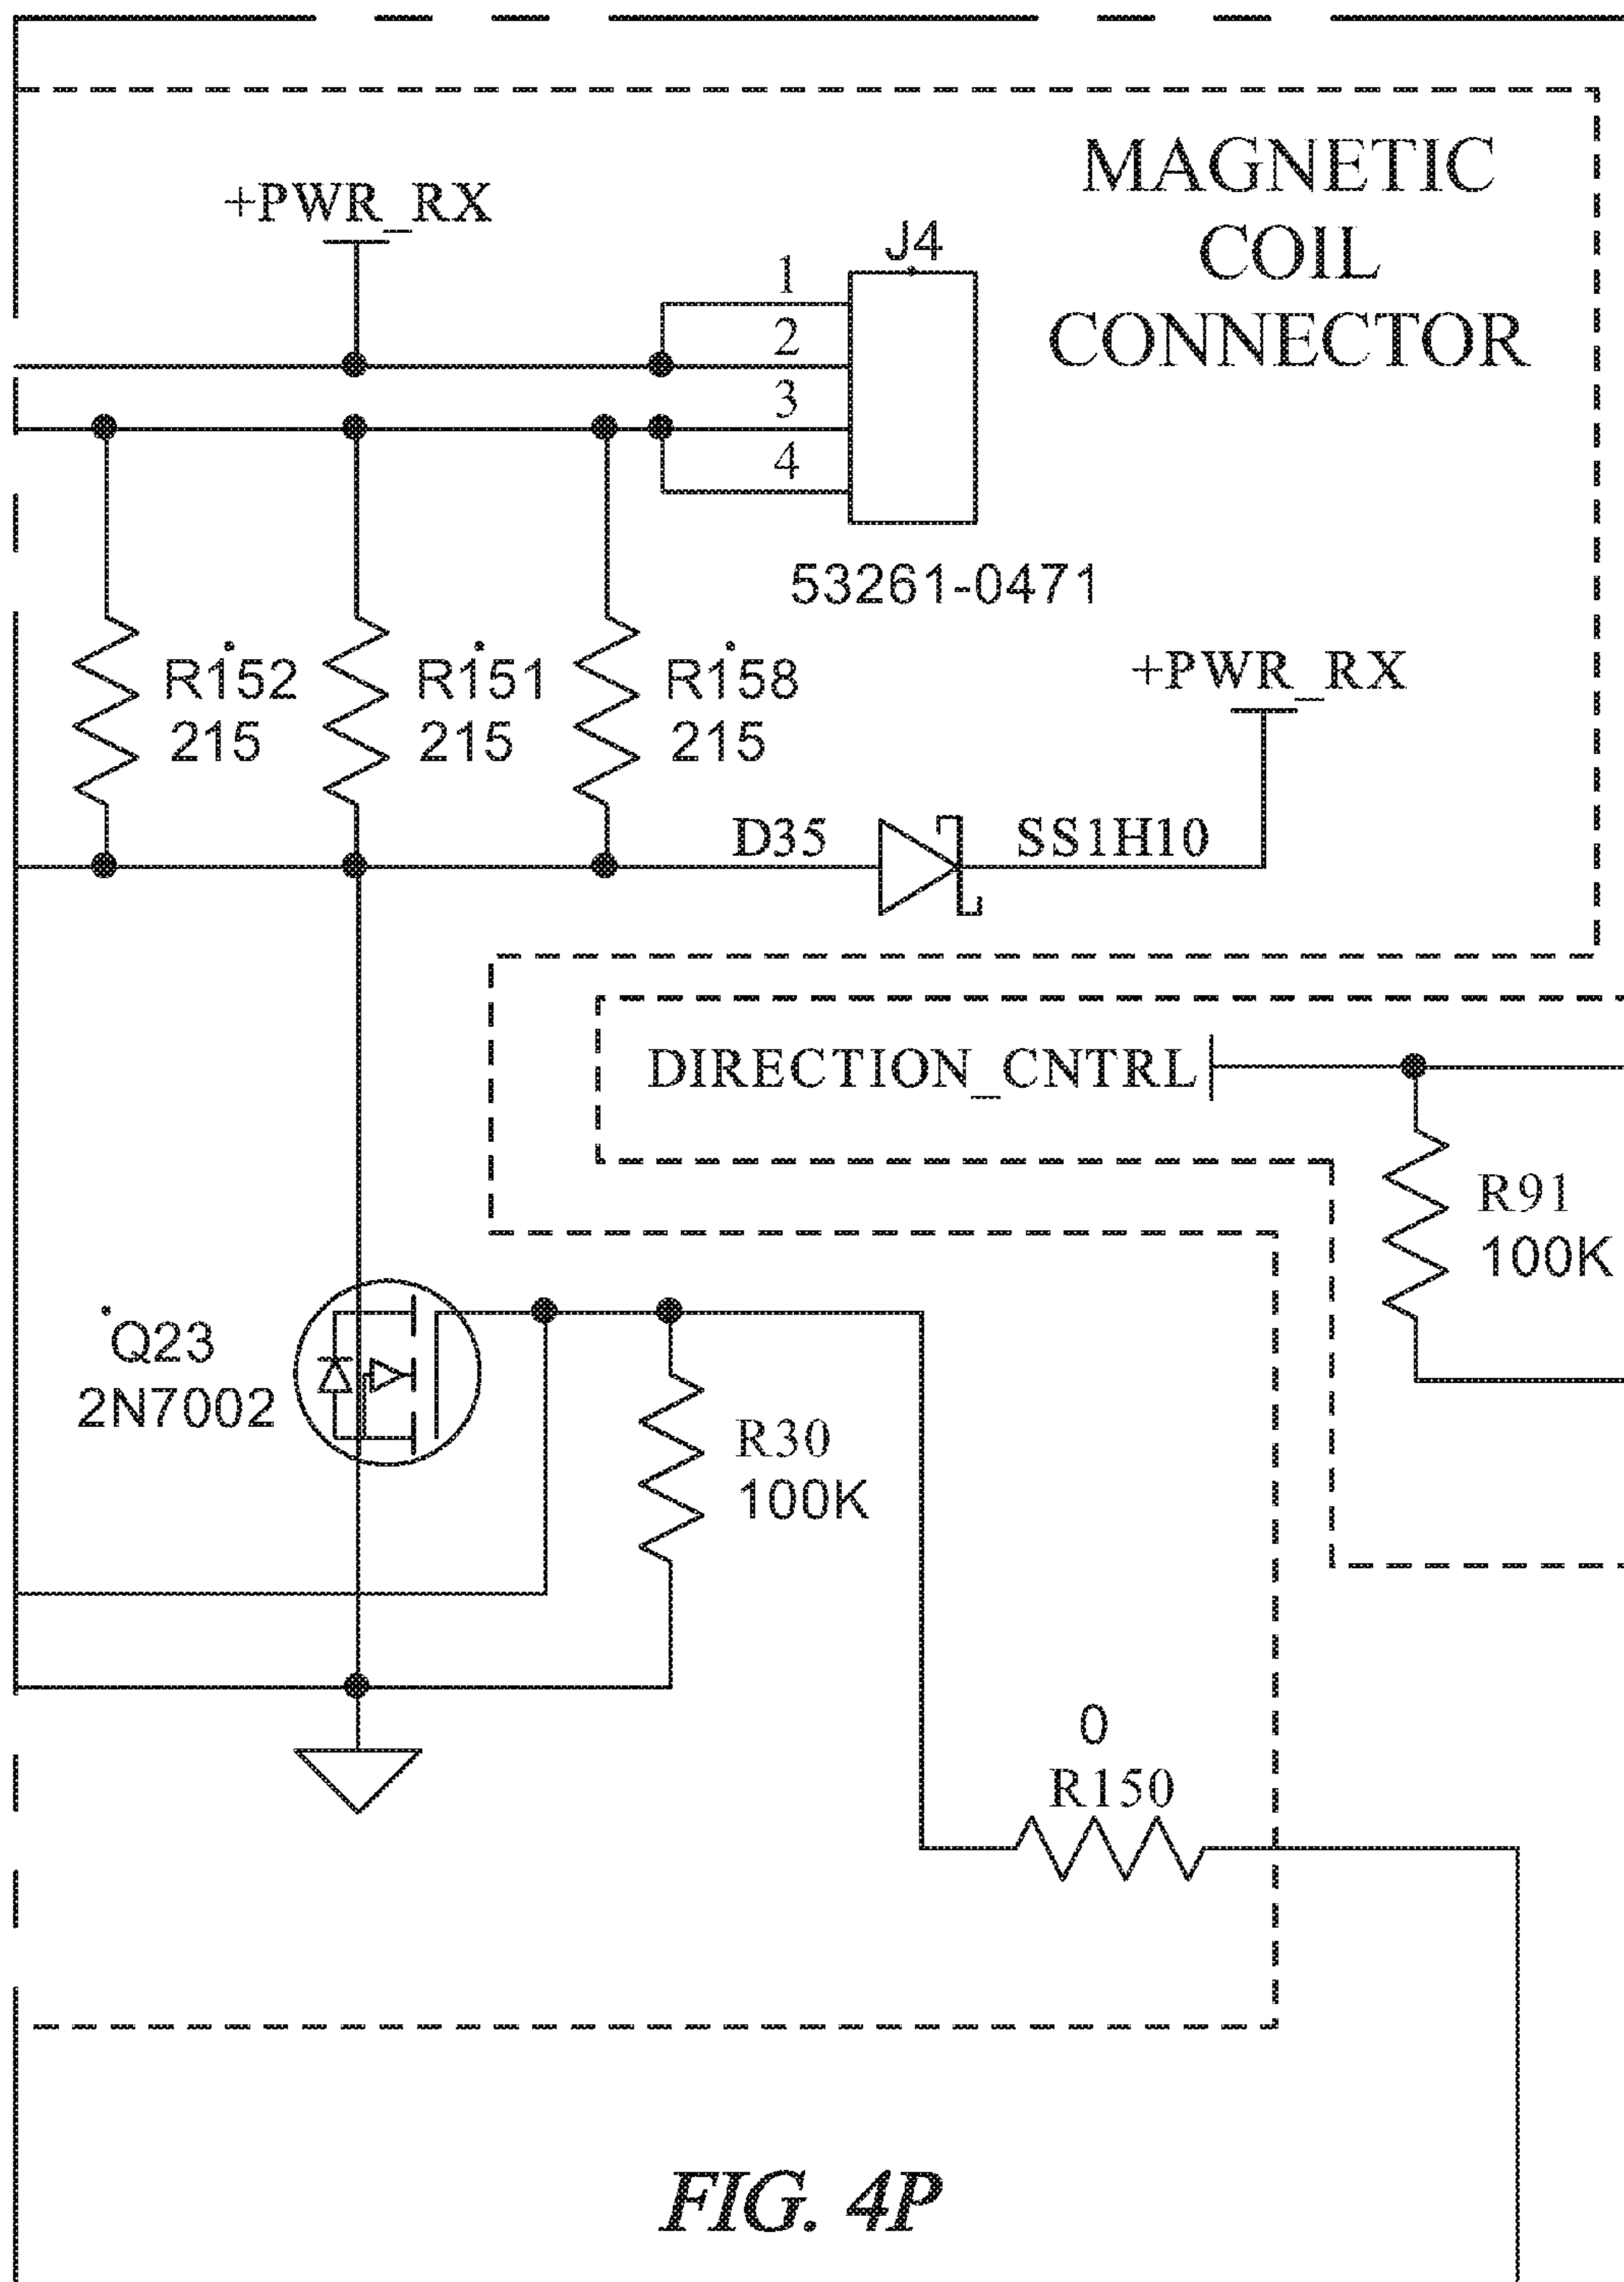 MAGNETIC
COIL
CONNECTOR
+PWR_RX
J4
1
2
3
4
53261-0471
R152
215
R151
215
R158
215
+PWR_RX
D35
SS1H10
DIRECTION_CNTRL
R91
100K
Q23
2N7002
R30
100K
0
R150
FIG. 4P